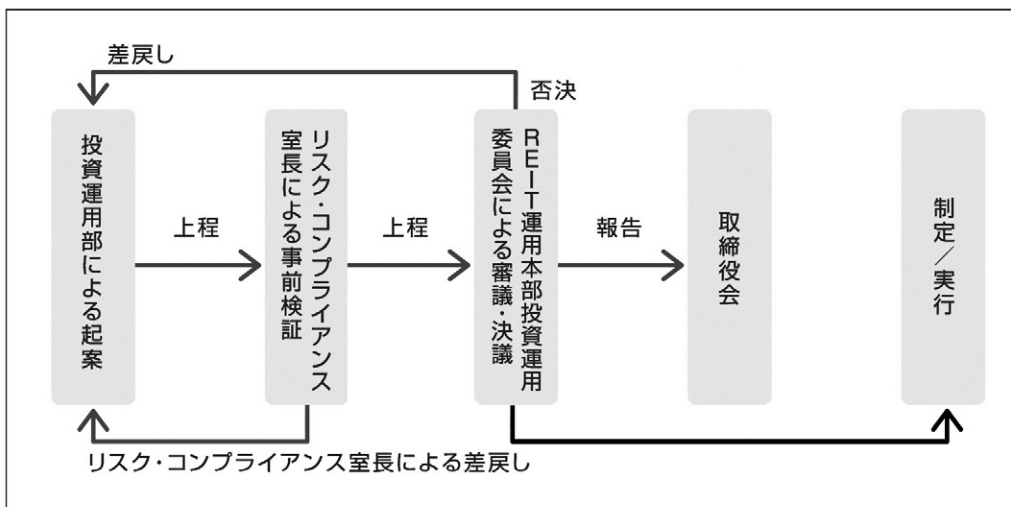 差戻し
否決
投資運用部による起案
上程
リスク・コンプライアンス
室長による事前検証
上程
REIT運用本部投資運用
委員会による審議・決議
報告
取締役会
制定／実行
リスク・コンプライアンス室長による差戻し